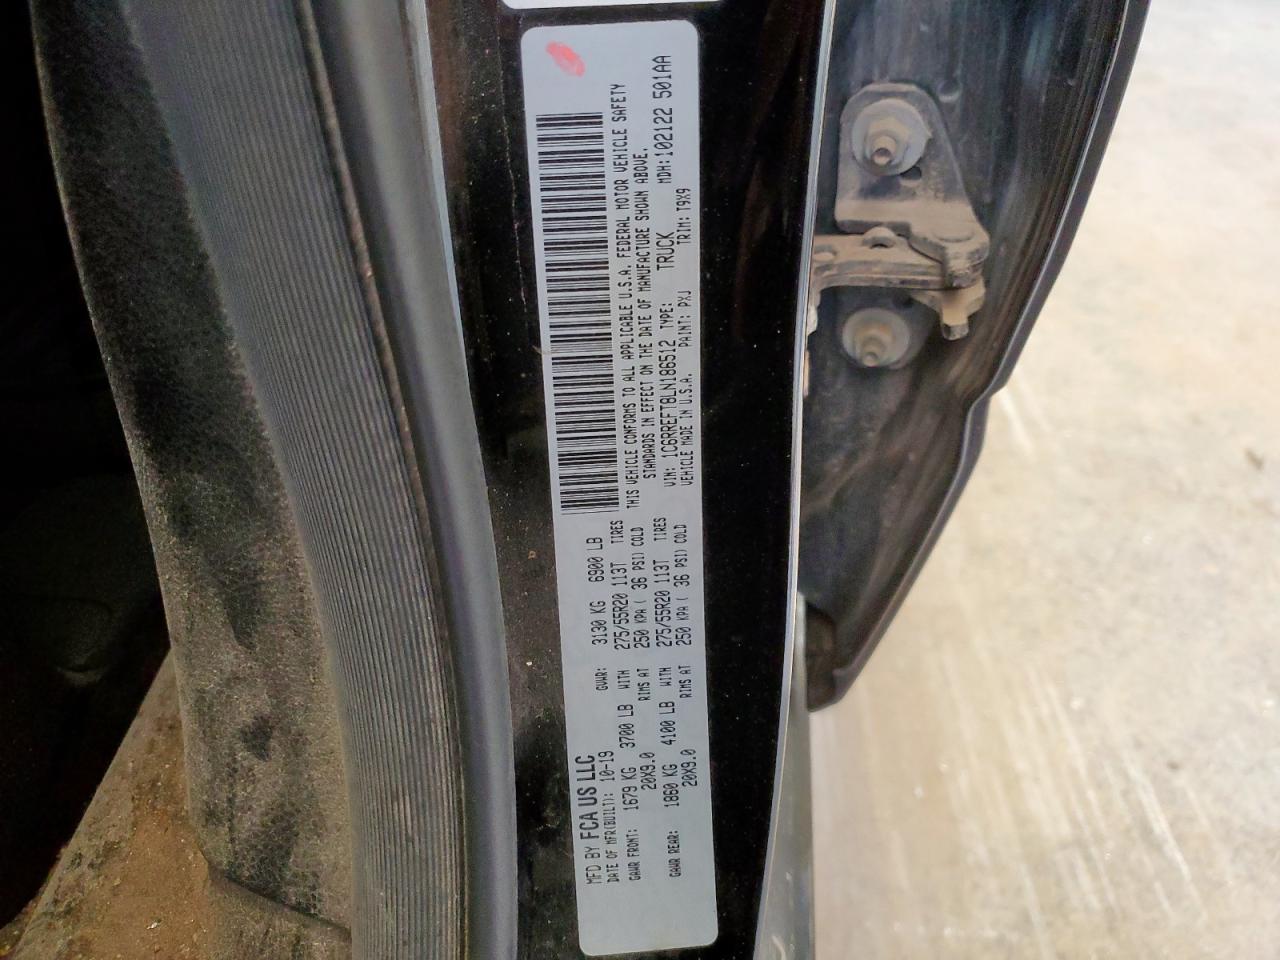 MFD BY FCA US LLC
DATE OF MFR(BUILT): 10-19 GVWR: 3130 KG 6900 LB
GAWR FRONT: 1679 KG 3700 LB WITH 275/55R20 113T TIRES
20X9.0 RIMS AT 250 KPA ( 36 PSI) COLD
GAWR REAR: 1860 KG 4100 LB WITH 275/55R20 113T TIRES
20X9.0 RIMS AT 250 KPA ( 36 PSI) COLD
THIS VEHICLE CONFORMS TO ALL APPLICABLE U.S.A. FEDERAL MOTOR VEHICLE SAFETY
STANDARDS IN EFFECT ON THE DATE OF MANUFACTURE SHOWN ABOVE.
VIN: 1C6RREFT8LN186512 TYPE: TRUCK MDH:102122 501AA
VEHICLE MADE IN U.S.A. PAINT: PXJ TRIM: T9X9